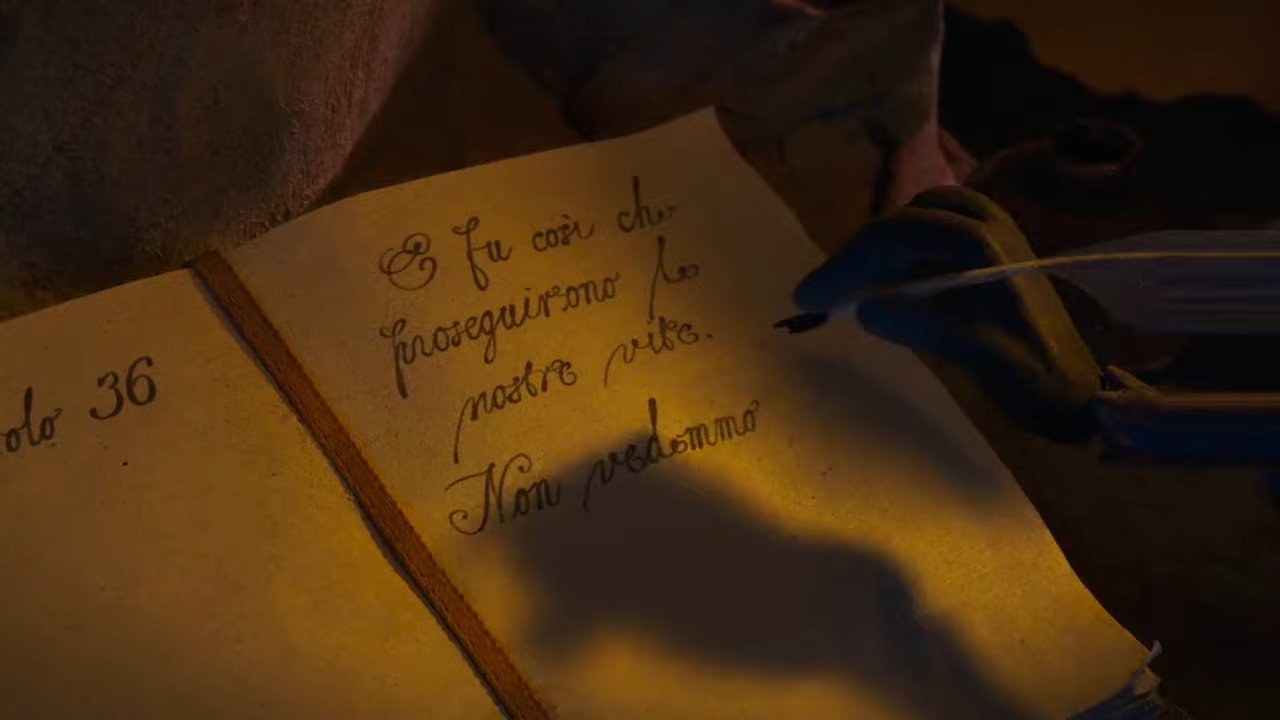 olo 36
E fu così che
proseguirono le
nostre vite.
Non vedemmo